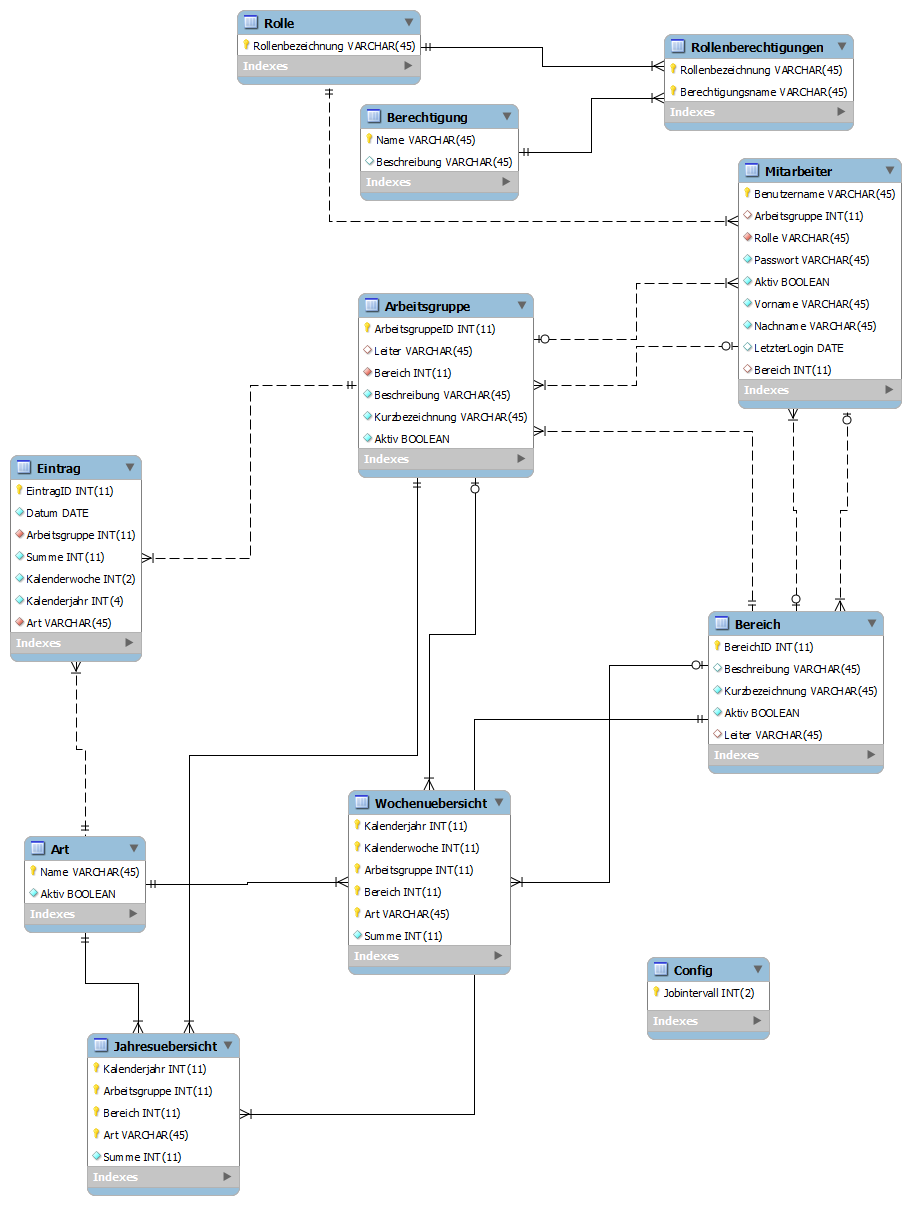 Rolle
Rollenbezeichnung VARCHAR(45)
Indexes
Rollenberechtigungen
Rollenbezeichnung VARCHAR(45)
Berechtigungsname VARCHAR(45)
Indexes
Berechtigung
Name VARCHAR(45)
Beschreibung VARCHAR(45)
Indexes
Mitarbeiter
Benutzername VARCHAR(45)
Arbeitsgruppe INT(11)
Rolle VARCHAR(45)
Passwort VARCHAR(45)
Aktiv BOOLEAN
Vorname VARCHAR(45)
Nachname VARCHAR(45)
LetzterLogin DATE
Bereich INT(11)
Indexes
Arbeitsgruppe
ArbeitsgruppeID INT(11)
Leiter VARCHAR(45)
Bereich INT(11)
Beschreibung VARCHAR(45)
Kurzbezeichnung VARCHAR(45)
Aktiv BOOLEAN
Indexes
Eintrag
EintragID INT(11)
Datum DATE
Arbeitsgruppe INT(11)
Summe INT(11)
Kalenderwoche INT(2)
Kalenderjahr INT(4)
Art VARCHAR(45)
Indexes
Bereich
BereichID INT(11)
Beschreibung VARCHAR(45)
Kurzbezeichnung VARCHAR(45)
Aktiv BOOLEAN
Leiter VARCHAR(45)
Indexes
Wochenuebersicht
Kalenderjahr INT(11)
Kalenderwoche INT(11)
Arbeitsgruppe INT(11)
Bereich INT(11)
Art VARCHAR(45)
Summe INT(11)
Indexes
Art
Name VARCHAR(45)
Aktiv BOOLEAN
Indexes
Config
Jobintervall INT(2)
Indexes
Jahresuebersicht
Kalenderjahr INT(11)
Arbeitsgruppe INT(11)
Bereich INT(11)
Art VARCHAR(45)
Summe INT(11)
Indexes